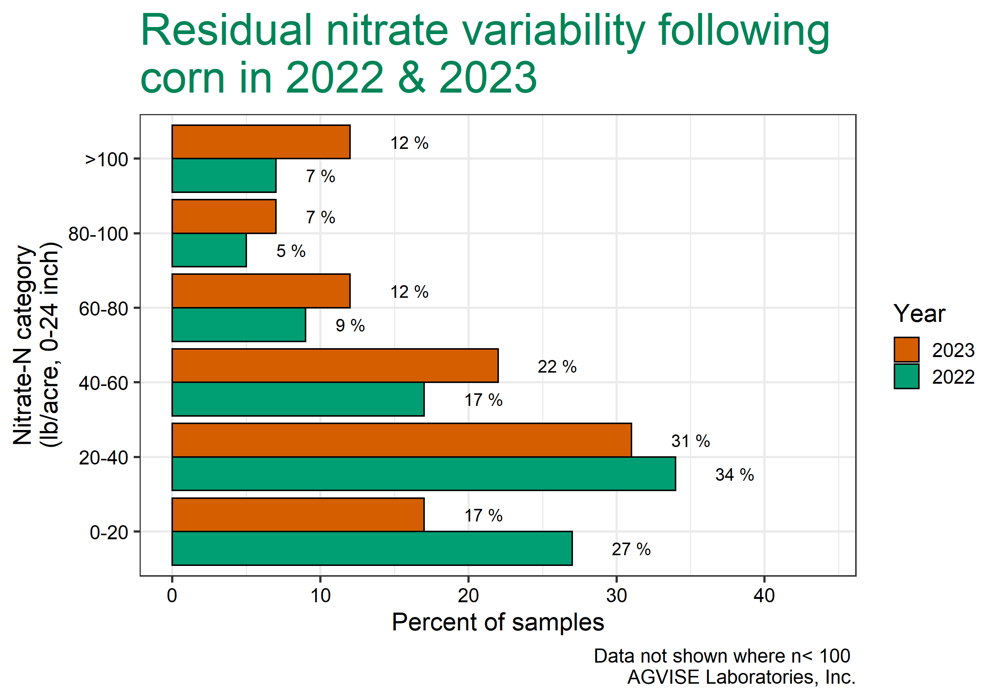 Residual nitrate variability following
corn in 2022 & 2023
Nitrate-N category
(lb/acre, 0-24 inch)
>100
12 %
7 %
80-100
7 %
5 %
60-80
12 %
9 %
40-60
22 %
17 %
20-40
31 %
34 %
0-20
17 %
27 %
0 10 20 30 40
Percent of samples
Year
2023
2022
Data not shown where n< 100
AGVISE Laboratories, Inc.